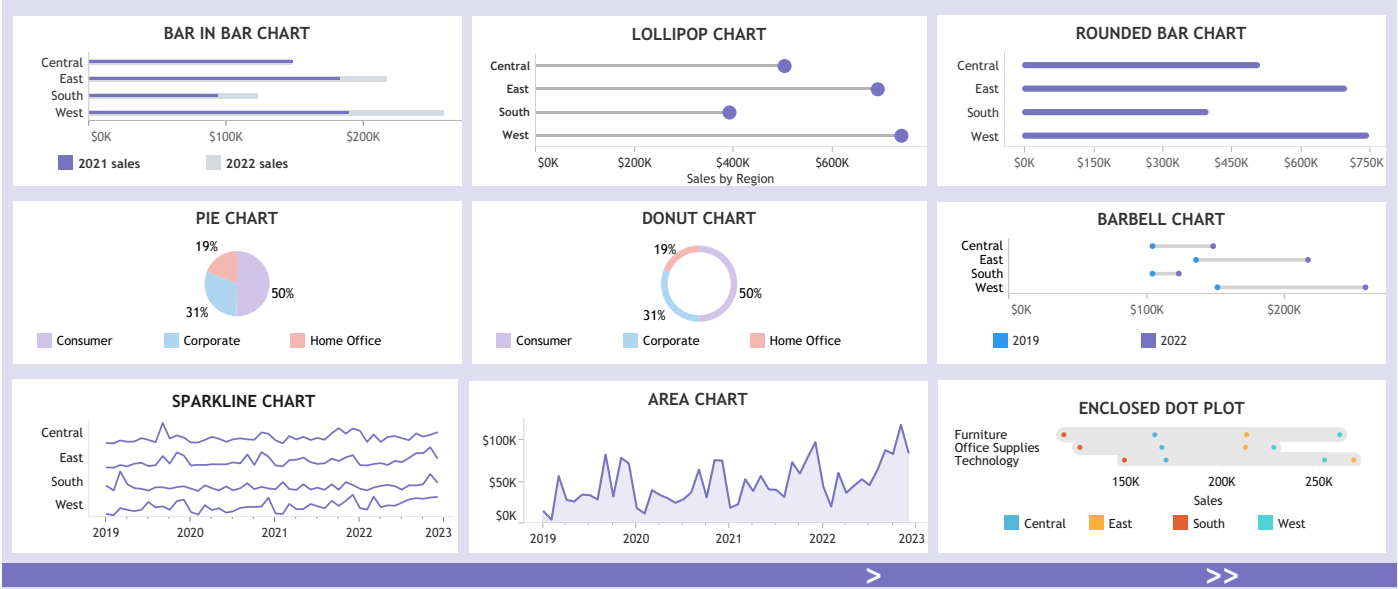 BAR IN BAR CHART
Central
East
South
West
$0K $100K $200K
2021 sales 2022 sales
LOLLIPOP CHART
Central
East
South
West
$0K $200K $400K $600K
Sales by Region
ROUNDED BAR CHART
Central
East
South
West
$0K $150K $300K $450K $600K $750K
PIE CHART
19%
50%
31%
Consumer Corporate Home Office
DONUT CHART
19%
50%
31%
Consumer Corporate Home Office
BARBELL CHART
Central
East
South
West
$0K $100K $200K
2019 2022
SPARKLINE CHART
Central
East
South
West
2019 2020 2021 2022 2023
AREA CHART
$100K
$50K
$0K
2019 2020 2021 2022 2023
ENCLOSED DOT PLOT
Furniture
Office Supplies
Technology
150K 200K 250K
Sales
Central East South West
> >>